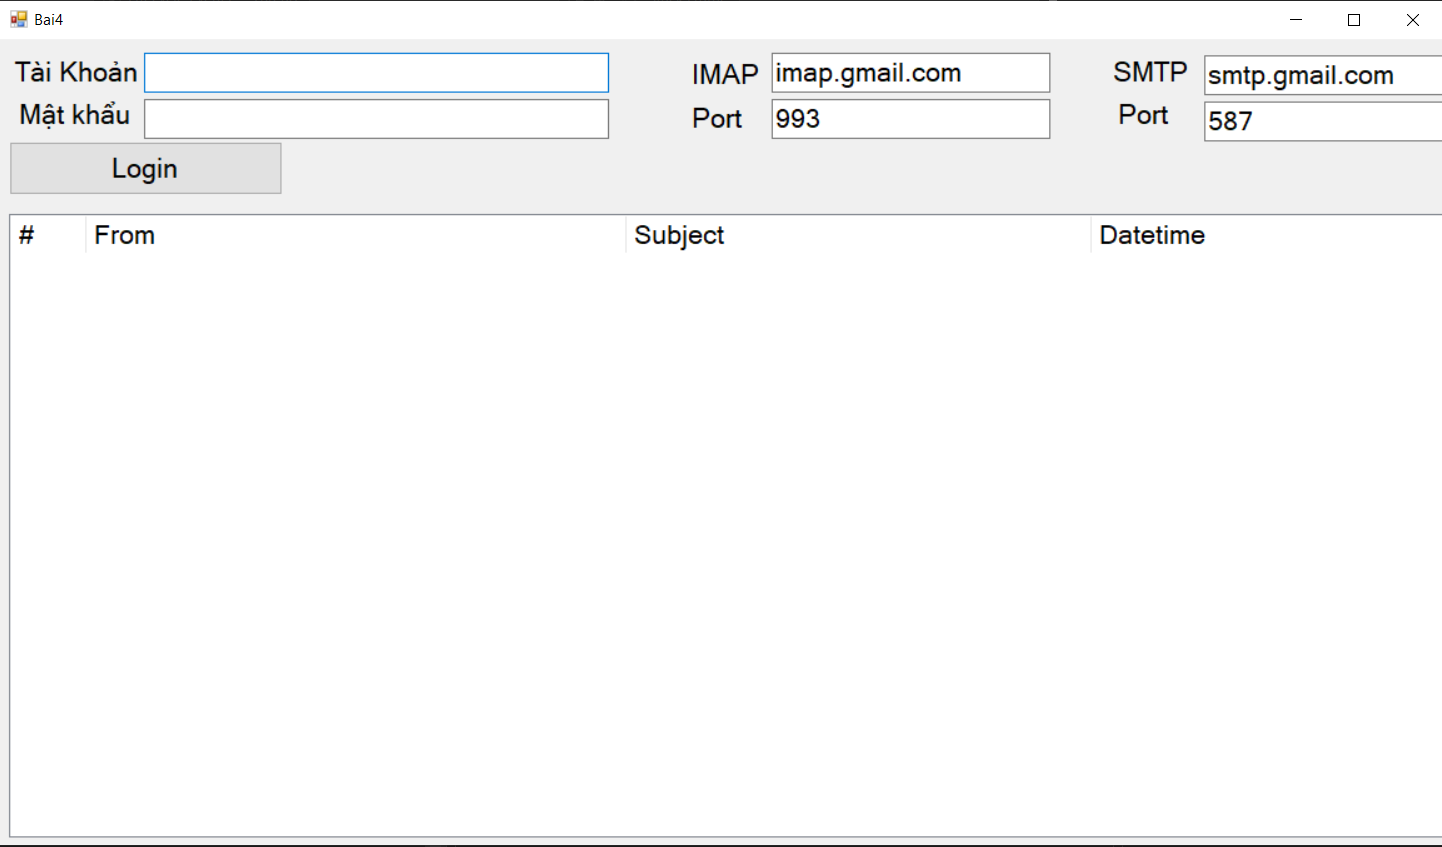 Bai4
Tài Khoản IMAP imap.gmail.com SMTP smtp.gmail.com
Mật khẩu Port 993 Port 587
Login
# From Subject Datetime